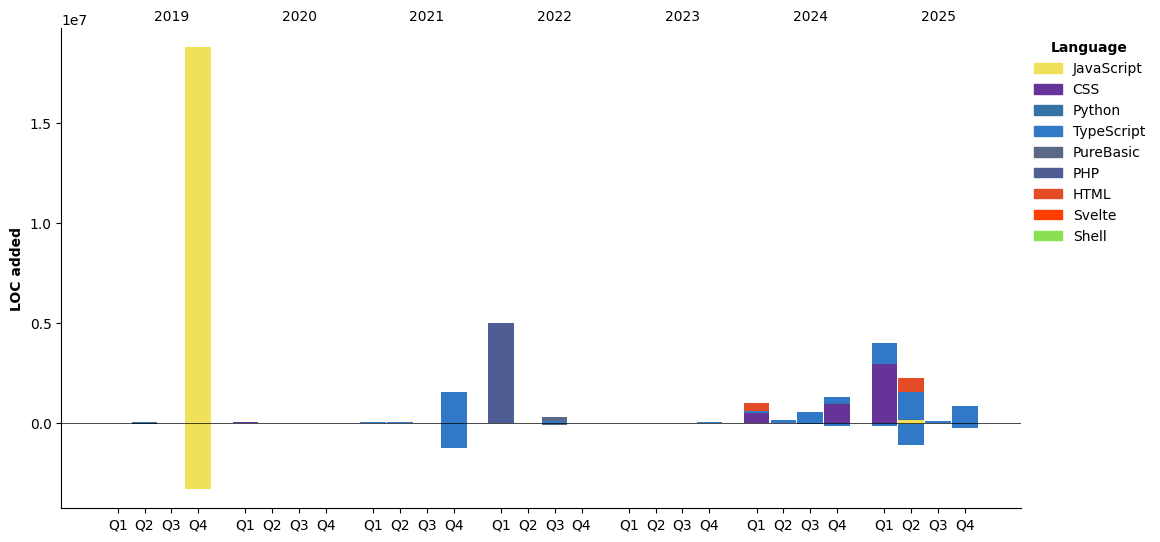 2019 2020 2021 2022 2023 2024 2025
1e7
Language
JavaScript
CSS
Python
TypeScript
PureBasic
PHP
HTML
Svelte
Shell
1.5
1.0
0.5
0.0
LOC added
Q1 Q2 Q3 Q4 Q1 Q2 Q3 Q4 Q1 Q2 Q3 Q4 Q1 Q2 Q3 Q4 Q1 Q2 Q3 Q4 Q1 Q2 Q3 Q4 Q1 Q2 Q3 Q4